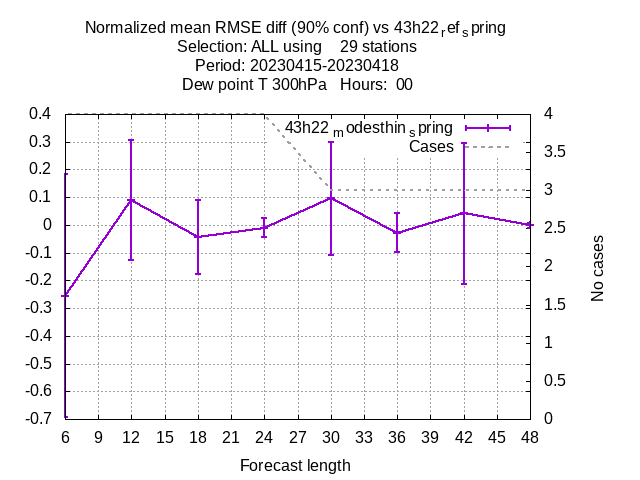 Normalized mean RMSE diff (90% conf) vs 43h22refspring
Selection: ALL using 29 stations
Period: 20230415-20230418
Dew point T 300hPa Hours: 00
43h22modesthinspring
Cases
0.4
0.3
0.2
0.1
0
-0.1
-0.2
-0.3
-0.4
-0.5
-0.6
-0.7
4
3.5
3
2.5
2
1.5
1
0.5
0
No cases
6 9 12 15 18 21 24 27 30 33 36 39 42 45 48
Forecast length